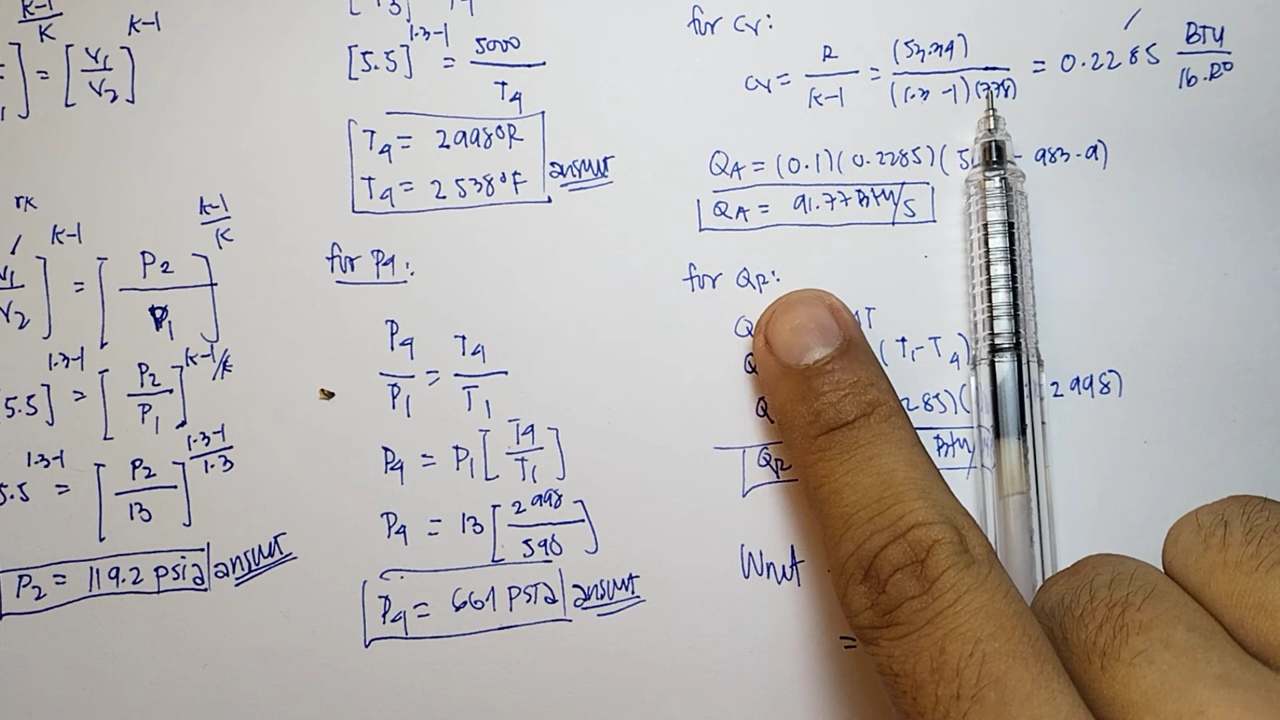 K-1
K
] = [V1/V2]^K-1
rK
V1/V2]^K-1 = [P2/P1]^K-1/K
5.5]^1.3-1 = [P2/P1]^K-1/K
5.5^1.3-1 = [P2/13]^1.3-1/1.3
P2 = 119.2 psia answer
[5.5]^1.3-1 = 5000/T4
T4 = 2998°R
T4 = 2538°F answer
for P4:
P4/P1 = T4/T1
P4 = P1[T4/T1]
P4 = 13[2998/590]
P4 = 661 PSIA answer
for Cv:
Cv = R/K-1 = (53.34)/(1.3-1)(778) = 0.2285 BTU/lb.R°
QA = (0.1)(0.2285)(5 - 983.9)
QA = 91.77 BTU/S
for QR:
Q T
Q (T1-T4)
Q 285)( 2998)
QR Btu
Wnet
=